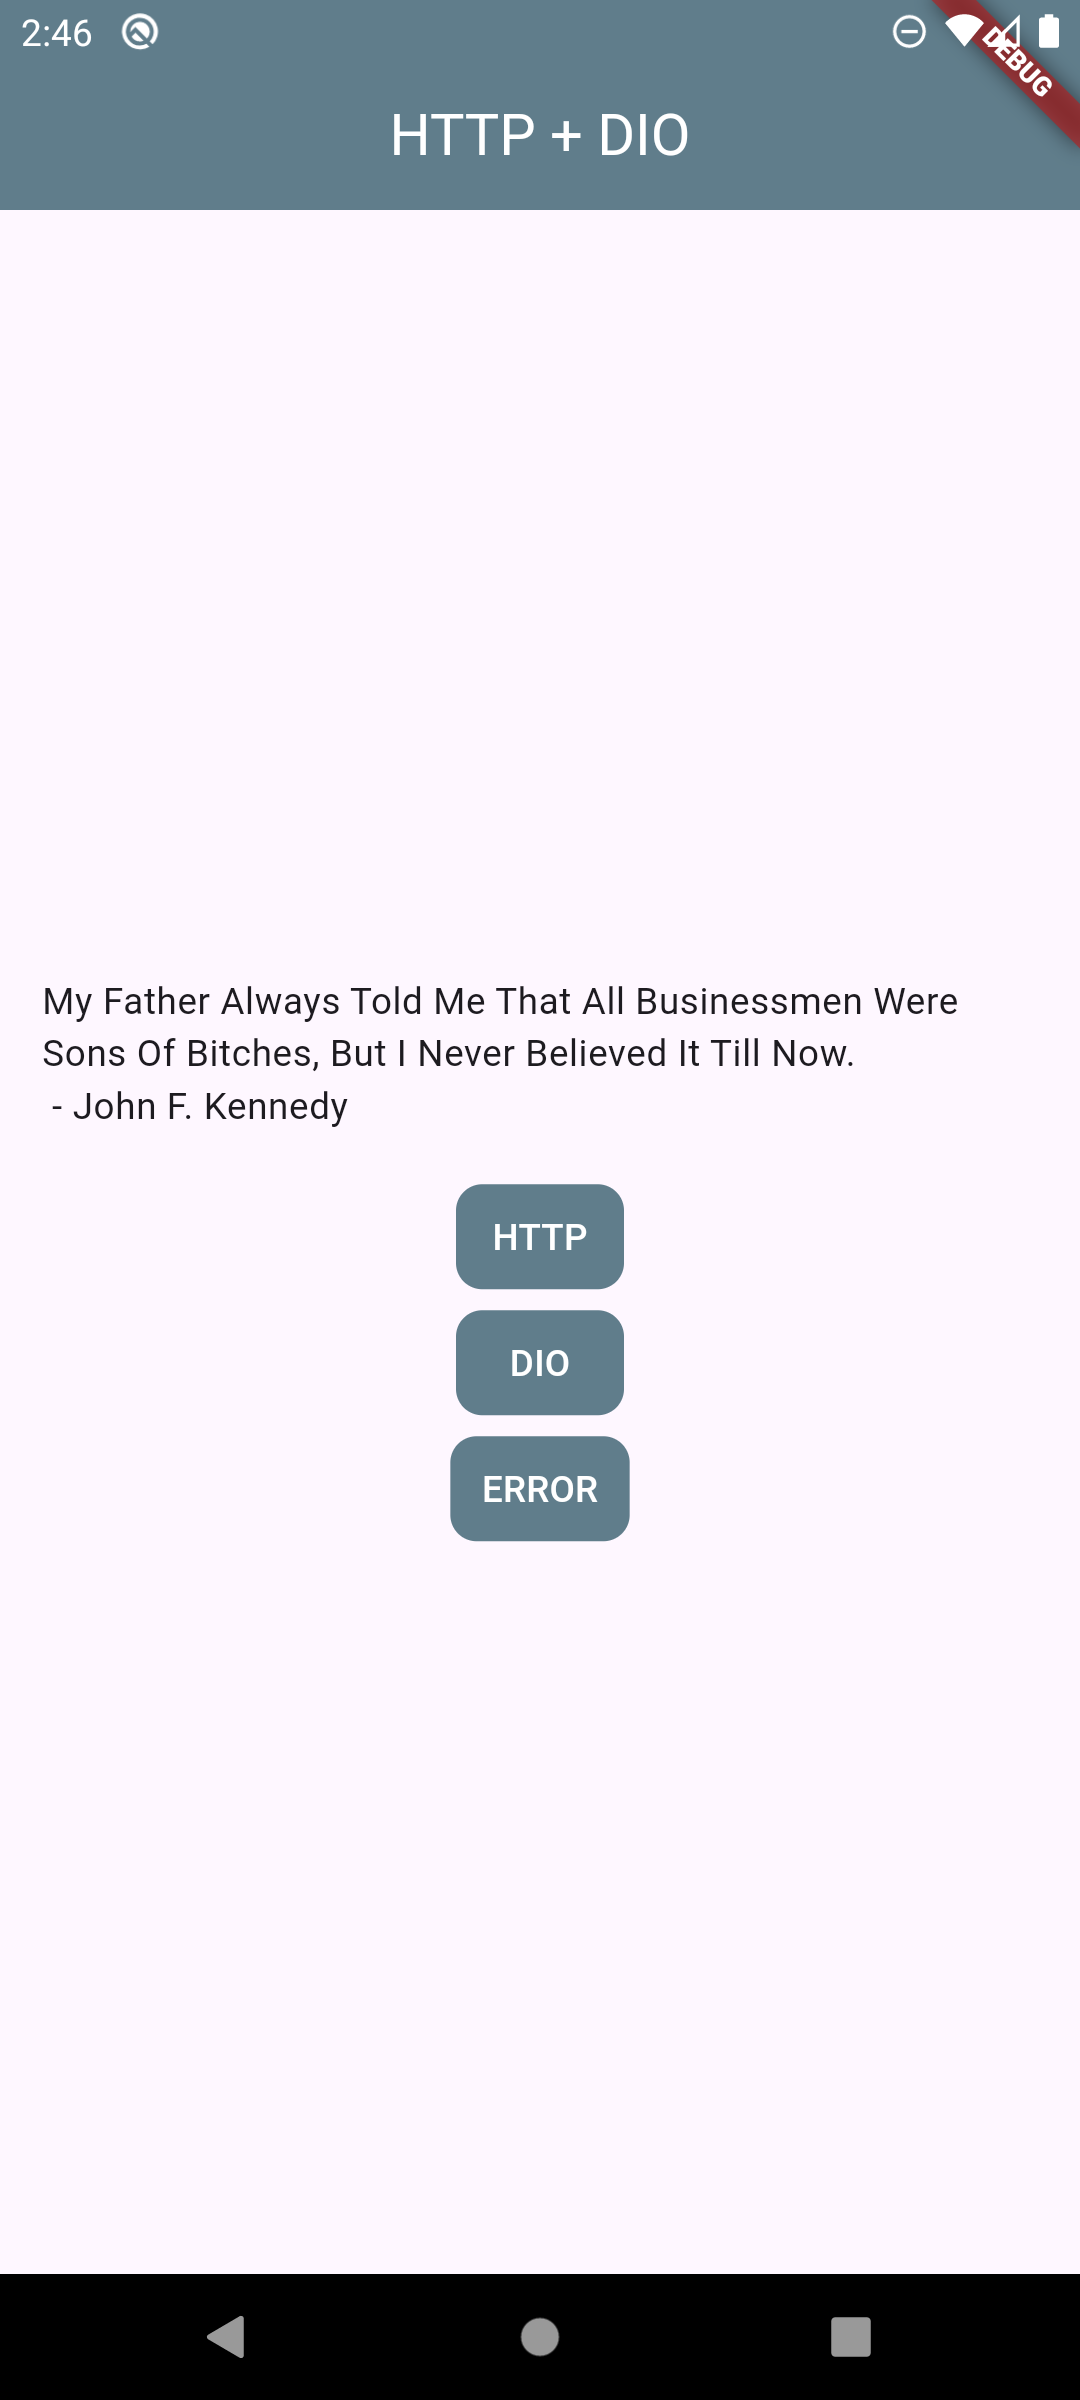 2:46
DEBUG
HTTP + DIO
My Father Always Told Me That All Businessmen Were
Sons Of Bitches, But I Never Believed It Till Now.
- John F. Kennedy
HTTP
DIO
ERROR